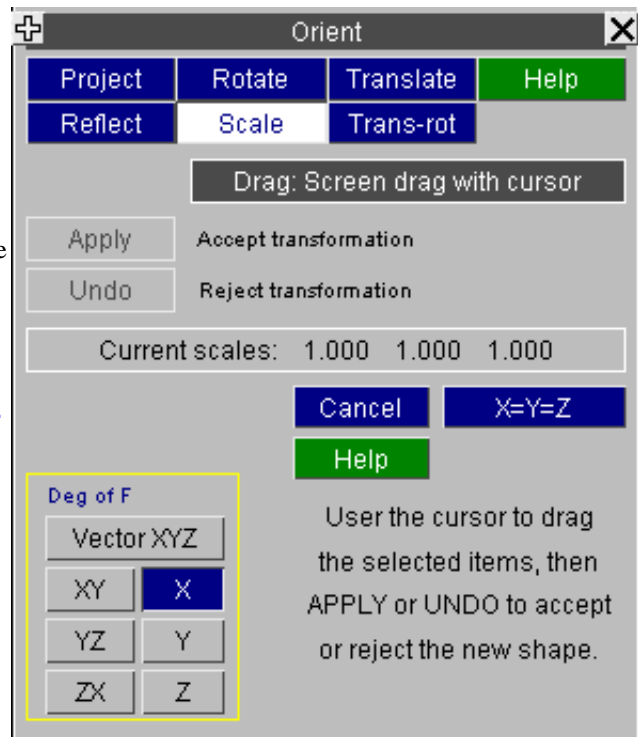 Orient
Project Rotate Translate Help
Reflect Scale Trans-rot
Drag: Screen drag with cursor
e
Apply Accept transformation
Undo Reject transformation
Current scales: 1.000 1.000 1.000
Cancel X=Y=Z
Help
Deg of F
Vector XYZ
XY X
YZ Y
ZX Z
User the cursor to drag
the selected items, then
APPLY or UNDO to accept
or reject the new shape.